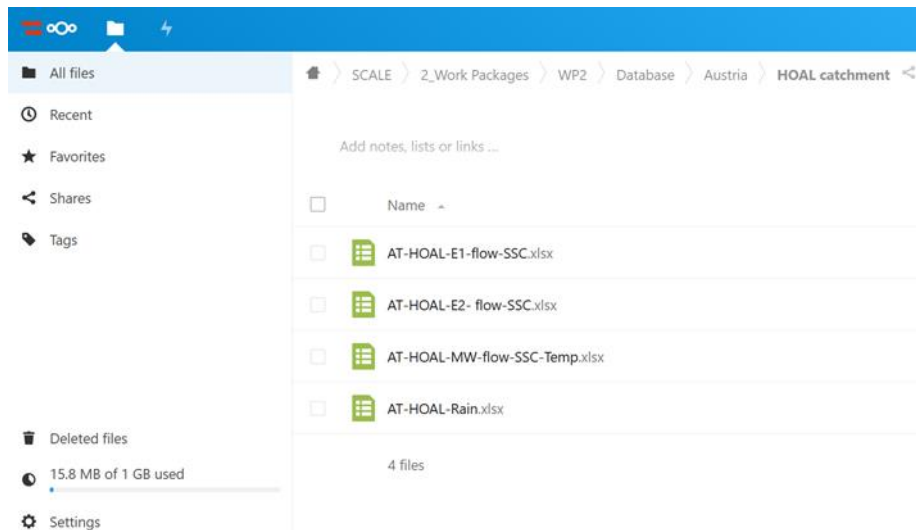 All files
Recent
Favorites
Shares
Tags
Deleted files
15.8 MB of 1 GB used
Settings
SCALE 2_Work Packages WP2 Database Austria HOAL catchment
Add notes, lists or links ...
Name
AT-HOAL-E1-flow-SSC.xlsx
AT-HOAL-E2- flow-SSC.xlsx
AT-HOAL-MW-flow-SSC-Temp.xlsx
AT-HOAL-Rain.xlsx
4 files